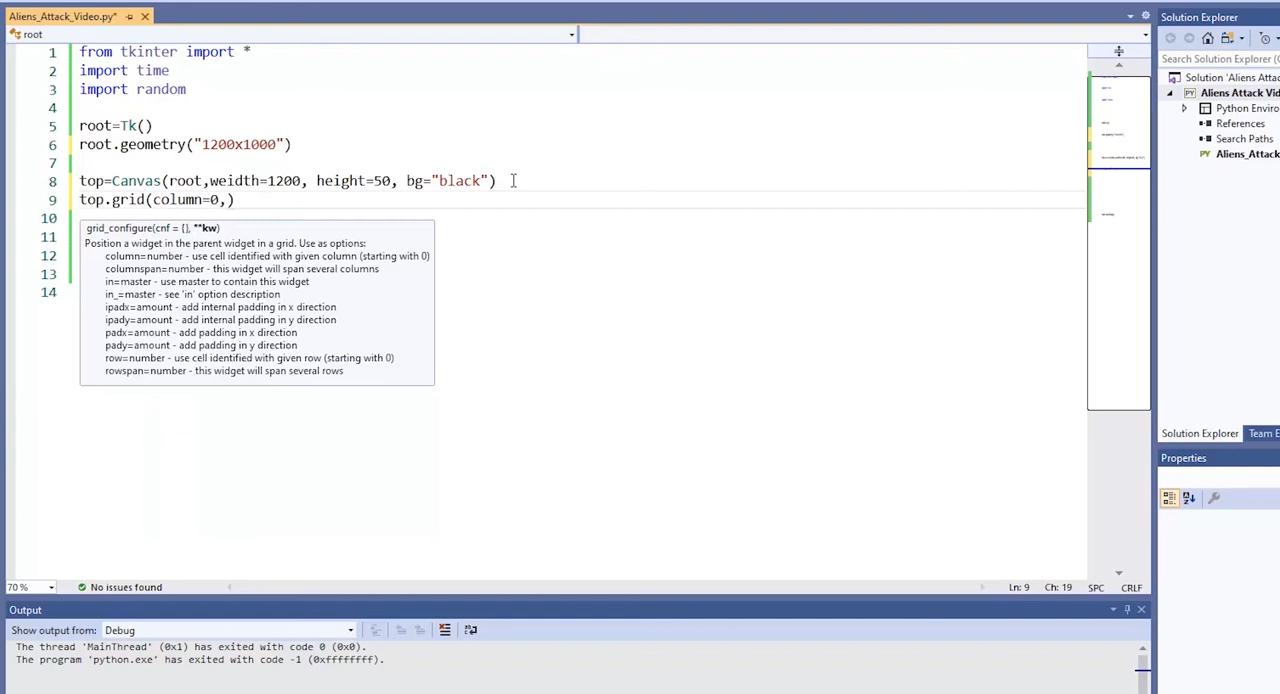 Aliens_Attack_Video.py*
Solution Explorer
root
Search Solution Explorer (C
1 from tkinter import *
2 import time
3 import random
4
5 root=Tk()
6 root.geometry("1200x1000")
7
8 top=Canvas(root,weidth=1200, height=50, bg="black")
9 top.grid(column=0,)
10
11
12
13
14
grid_configure(cnf = {}, **kw)
Position a widget in the parent widget in a grid. Use as options:
column=number - use cell identified with given column (starting with 0)
columnspan=number - this widget will span several columns
in=master - use master to contain this widget
in_=master - see 'in' option description
ipadx=amount - add internal padding in x direction
ipady=amount - add internal padding in y direction
padx=amount - add padding in x direction
pady=amount - add padding in y direction
row=number - use cell identified with given row (starting with 0)
rowspan=number - this widget will span several rows
Solution 'Aliens Attac
PY Aliens Attack Vid
Python Enviro
References
Search Paths
PY Aliens_Attack
Solution Explorer Team E
Properties
70 % No issues found Ln: 9 Ch: 19 SPC CRLF
Output
Show output from: Debug
The thread 'MainThread' (0x1) has exited with code 0 (0x0).
The program 'python.exe' has exited with code -1 (0xffffffff).